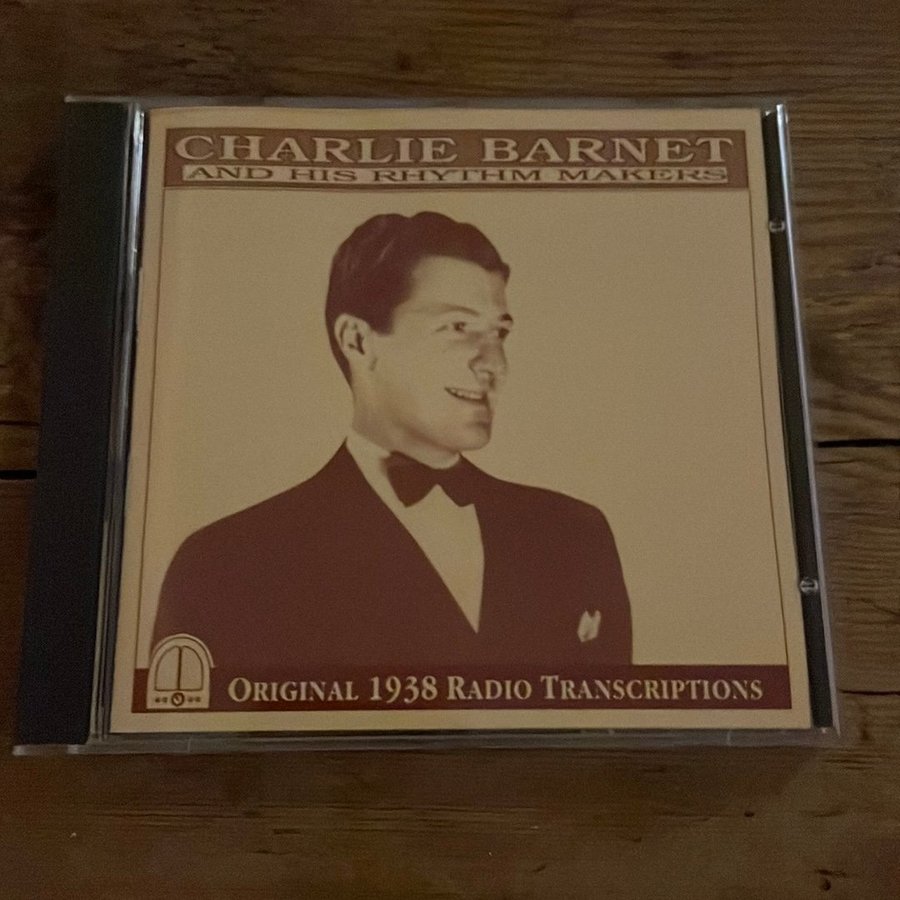 CHARLIE BARNET
AND HIS RHYTHM MAKERS
ORIGINAL 1938 RADIO TRANSCRIPTIONS